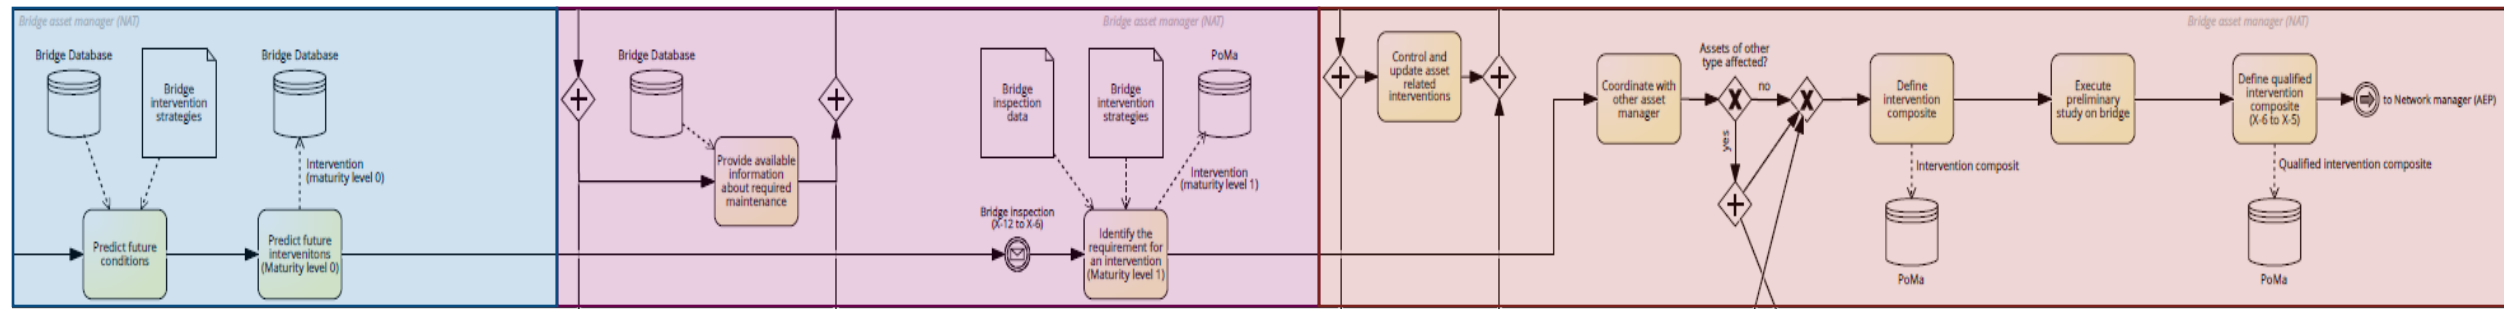 Bridge asset manager (NAT)
Bridge Database
Bridge
intervention
strategies
Bridge Database
Intervention
(maturity level 0)
Predict future
conditions
Predict future
intervenitons
(Maturity level 0)
Bridge asset manager (NAT)
Bridge Database
Provide available
information
about required
maintenance
Bridge
inspection
data
Bridge
intervention
strategies
PoMa
Intervention
(maturity level 1)
Bridge inspection
(X-12 to X-6)
Identify the
requirement for
an intervention
(Maturity level 1)
Bridge asset manager (NAT)
Control and
update asset
related
interventions
Coordinate with
other asset
manager
Assets of other
type affected?
no
yes
Define
intervention
composite
Intervention composit
PoMa
Execute
preliminary
study on bridge
Define qualified
intervention
composite
(X-6 to X-5)
Qualified intervention composite
PoMa
to Network manager (AEP)